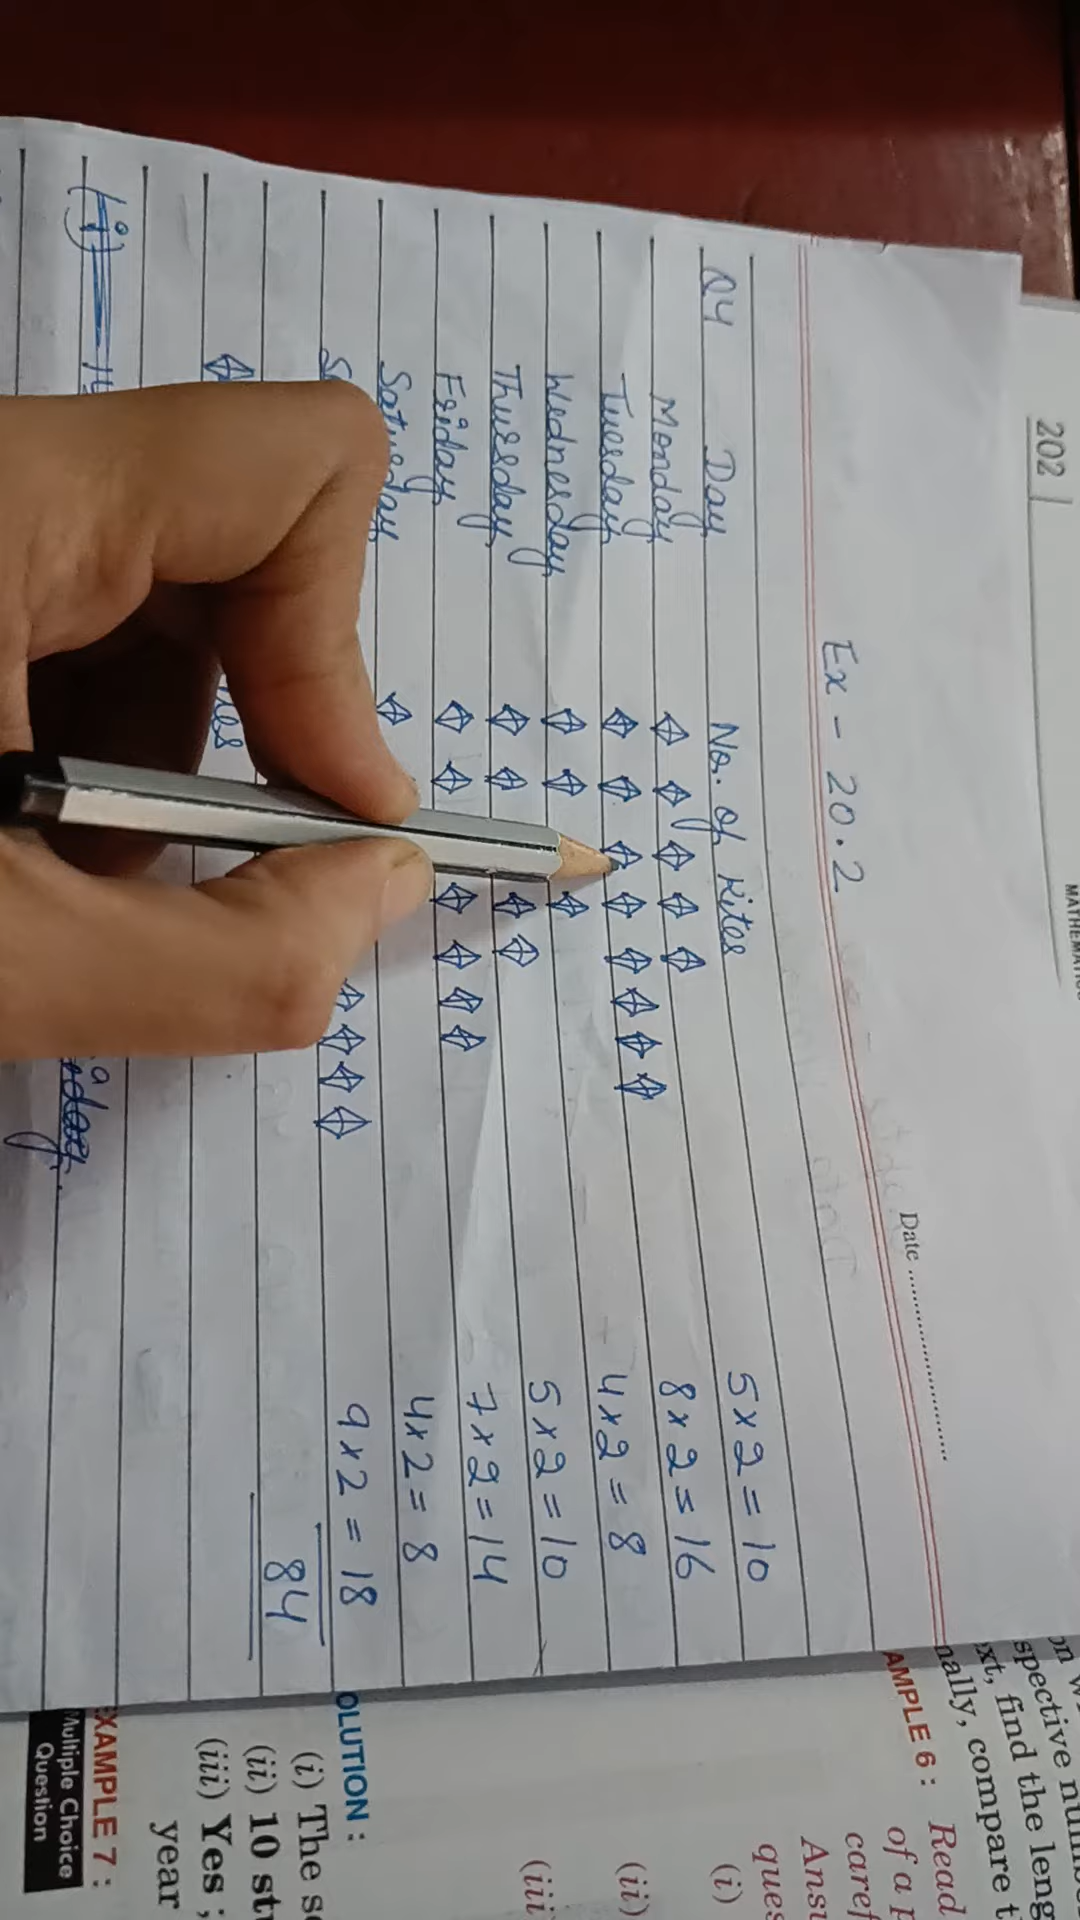 202
MATHEMATIC
Ex - 20.2
Date
Q4 Day No. of Kites
Monday 5 x 2 = 10
Tuesday 8 x 2 = 16
Wednesday 4 x 2 = 8
Thursday 5 x 2 = 10
Friday 7 x 2 = 14
Saturday 4 x 2 = 8
S 9 x 2 = 18
84
(i)
a
spective num
xt, find the leng
nally, compare t
AMPLE 6 : Read
of a p
caref
Answ
ques
(i)
(ii)
(iii
OLUTION :
(i) The s
(ii) 10 st
(iii) Yes ;
year
EXAMPLE 7 :
Multiple Choice
Question